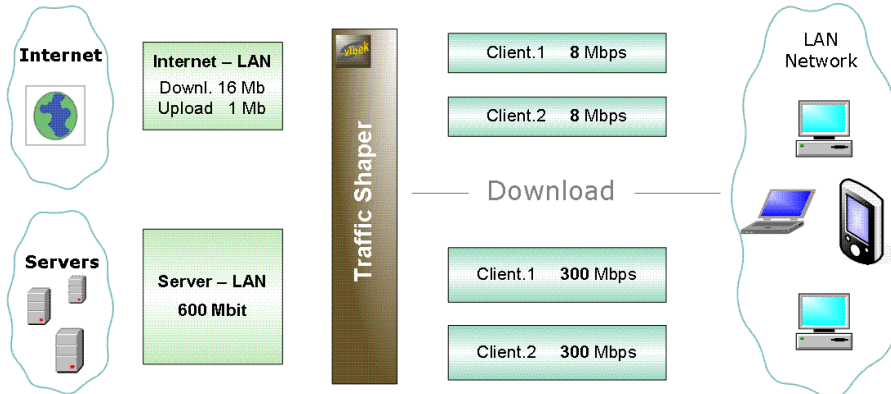 Internet
Internet – LAN
Downl. 16 Mb
Upload 1 Mb
Client.1 8 Mbps
Client.2 8 Mbps
LAN
Network
Traffic Shaper
Download
Servers
Server – LAN
600 Mbit
Client.1 300 Mbps
Client.2 300 Mbps